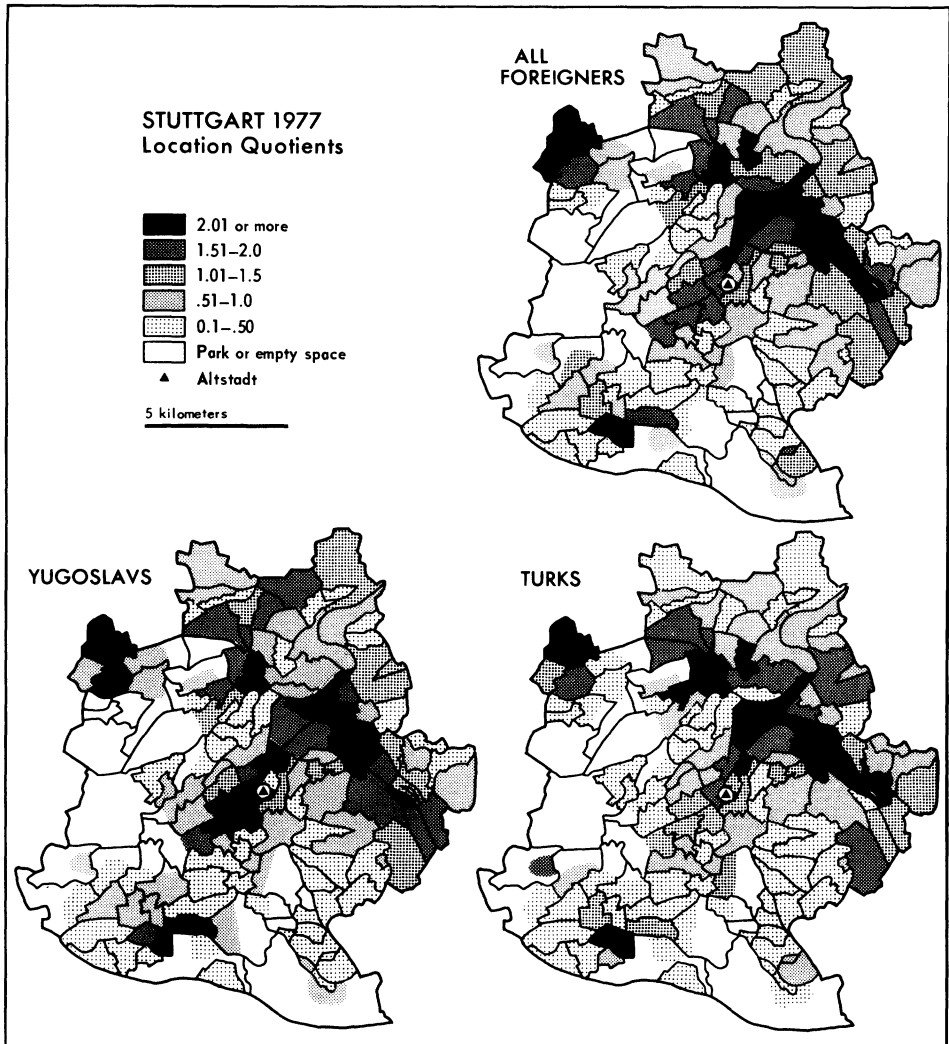 ALL
FOREIGNERS
STUTTGART 1977
Location Quotients
2.01 or more
1.51–2.0
1.01–1.5
.51–1.0
0.1–.50
Park or empty space
Altstadt
5 kilometers
YUGOSLAVS
TURKS